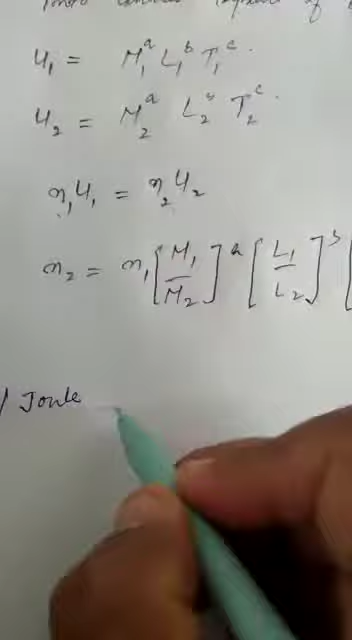 u₁ = M₁ᵃ L₁ᵇ T₁ᶜ.
u₂ = M₂ᵃ L₂ᵇ T₂ᶜ.
n₁u₁ = n₂u₂
n₂ = n₁ [M₁/M₂]ᵃ [L₁/L₂]ᵇ [
/ Joule